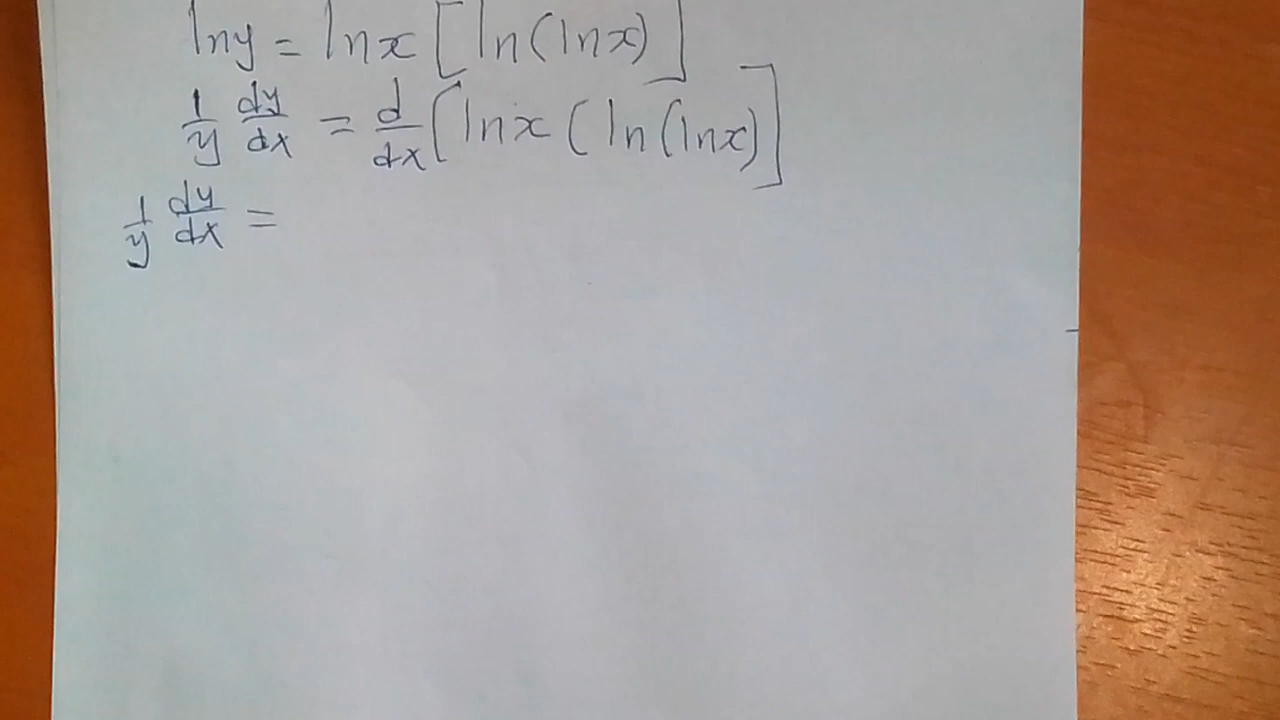 lny = lnx [ln(lnx)]
1/y dy/dx = d/dx [lnx (ln(lnx)]
1/y dy/dx =